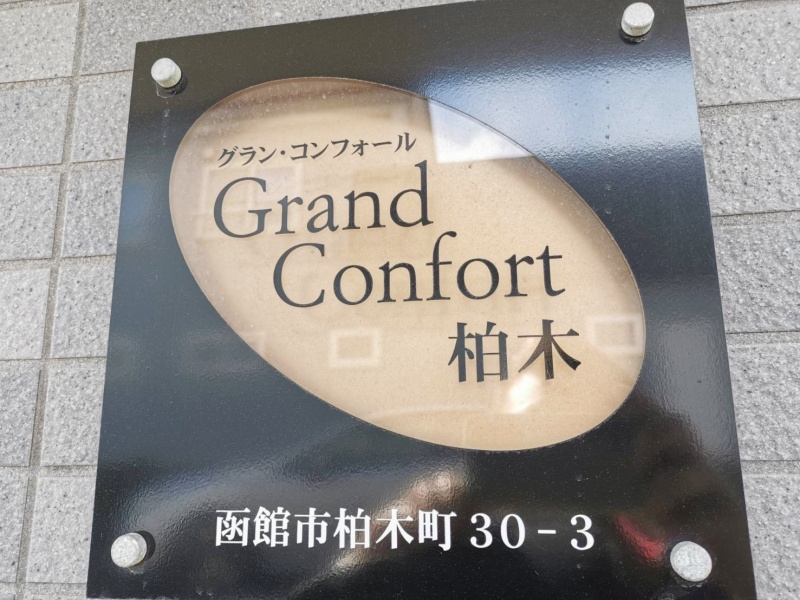 グラン・コンフォール
Grand
Confort
柏木
函館市柏木町 30-3